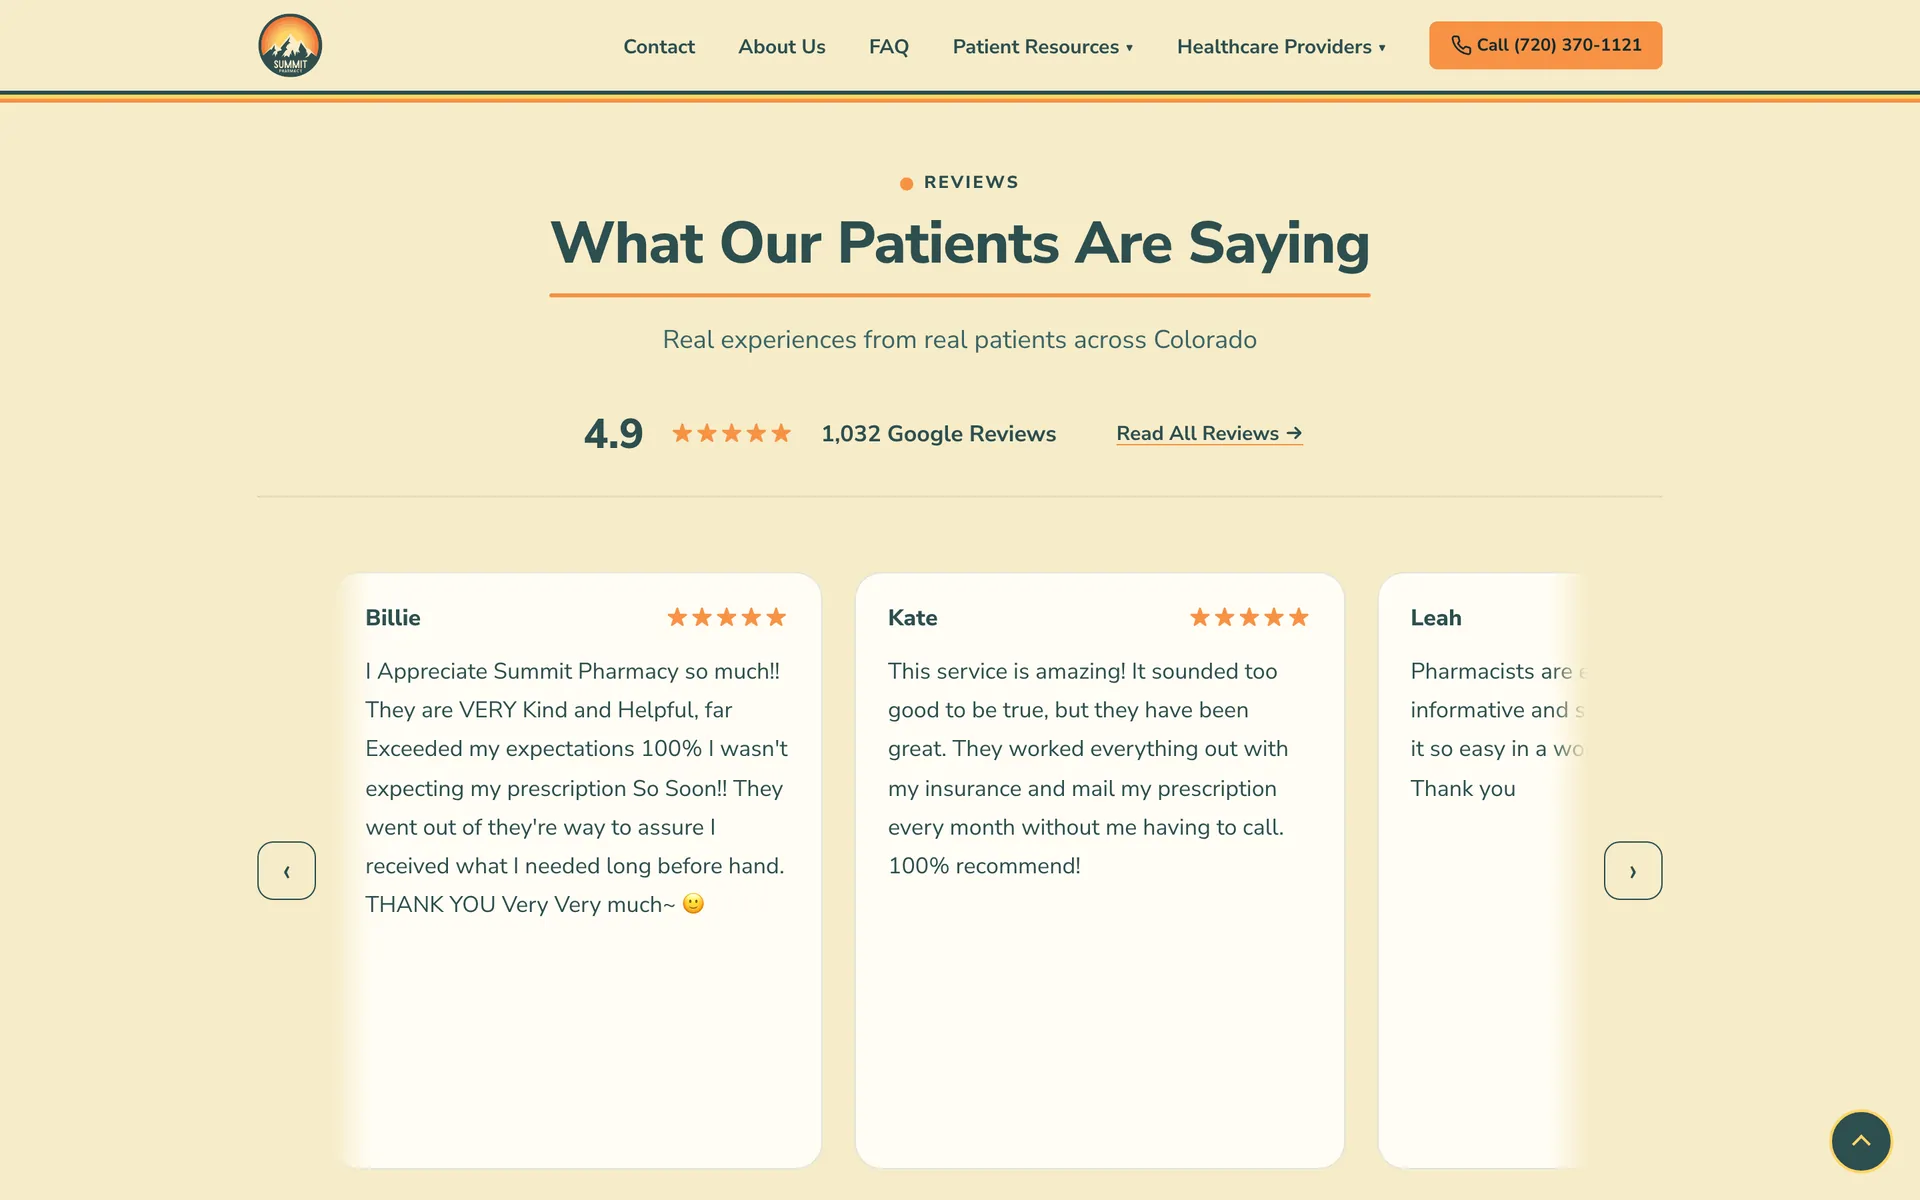 SUMMIT
PHARMACY
Contact
About Us
FAQ
Patient Resources ▾
Healthcare Providers ▾
Call (720) 370-1121
REVIEWS
What Our Patients Are Saying
Real experiences from real patients across Colorado
4.9
1,032 Google Reviews
Read All Reviews →
Billie
I Appreciate Summit Pharmacy so much!!
They are VERY Kind and Helpful, far
Exceeded my expectations 100% I wasn't
expecting my prescription So Soon!! They
went out of they're way to assure I
received what I needed long before hand.
THANK YOU Very Very much~ 🙂
Kate
This service is amazing! It sounded too
good to be true, but they have been
great. They worked everything out with
my insurance and mail my prescription
every month without me having to call.
100% recommend!
Leah
Pharmacists are
informative and
it so easy in a
Thank you